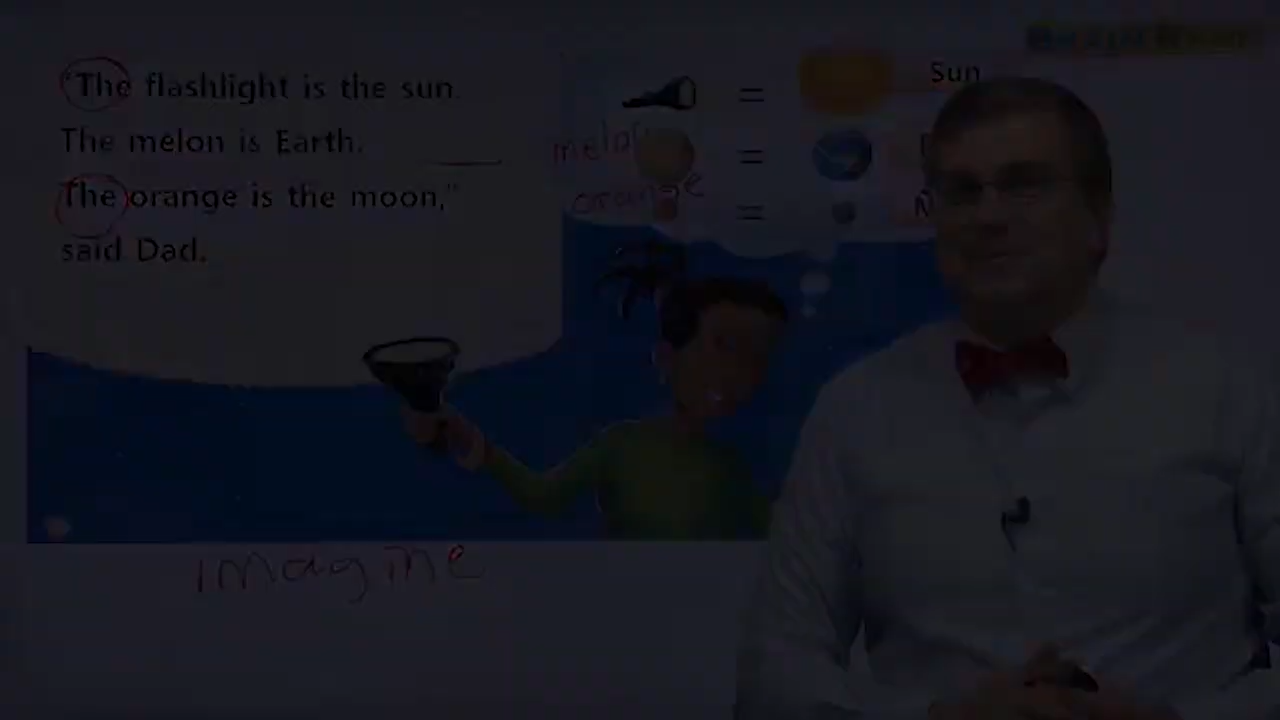 "The flashlight is the sun.
The melon is Earth.
The orange is the moon,"
said Dad.
= Sun
melon =
orange =
imagine